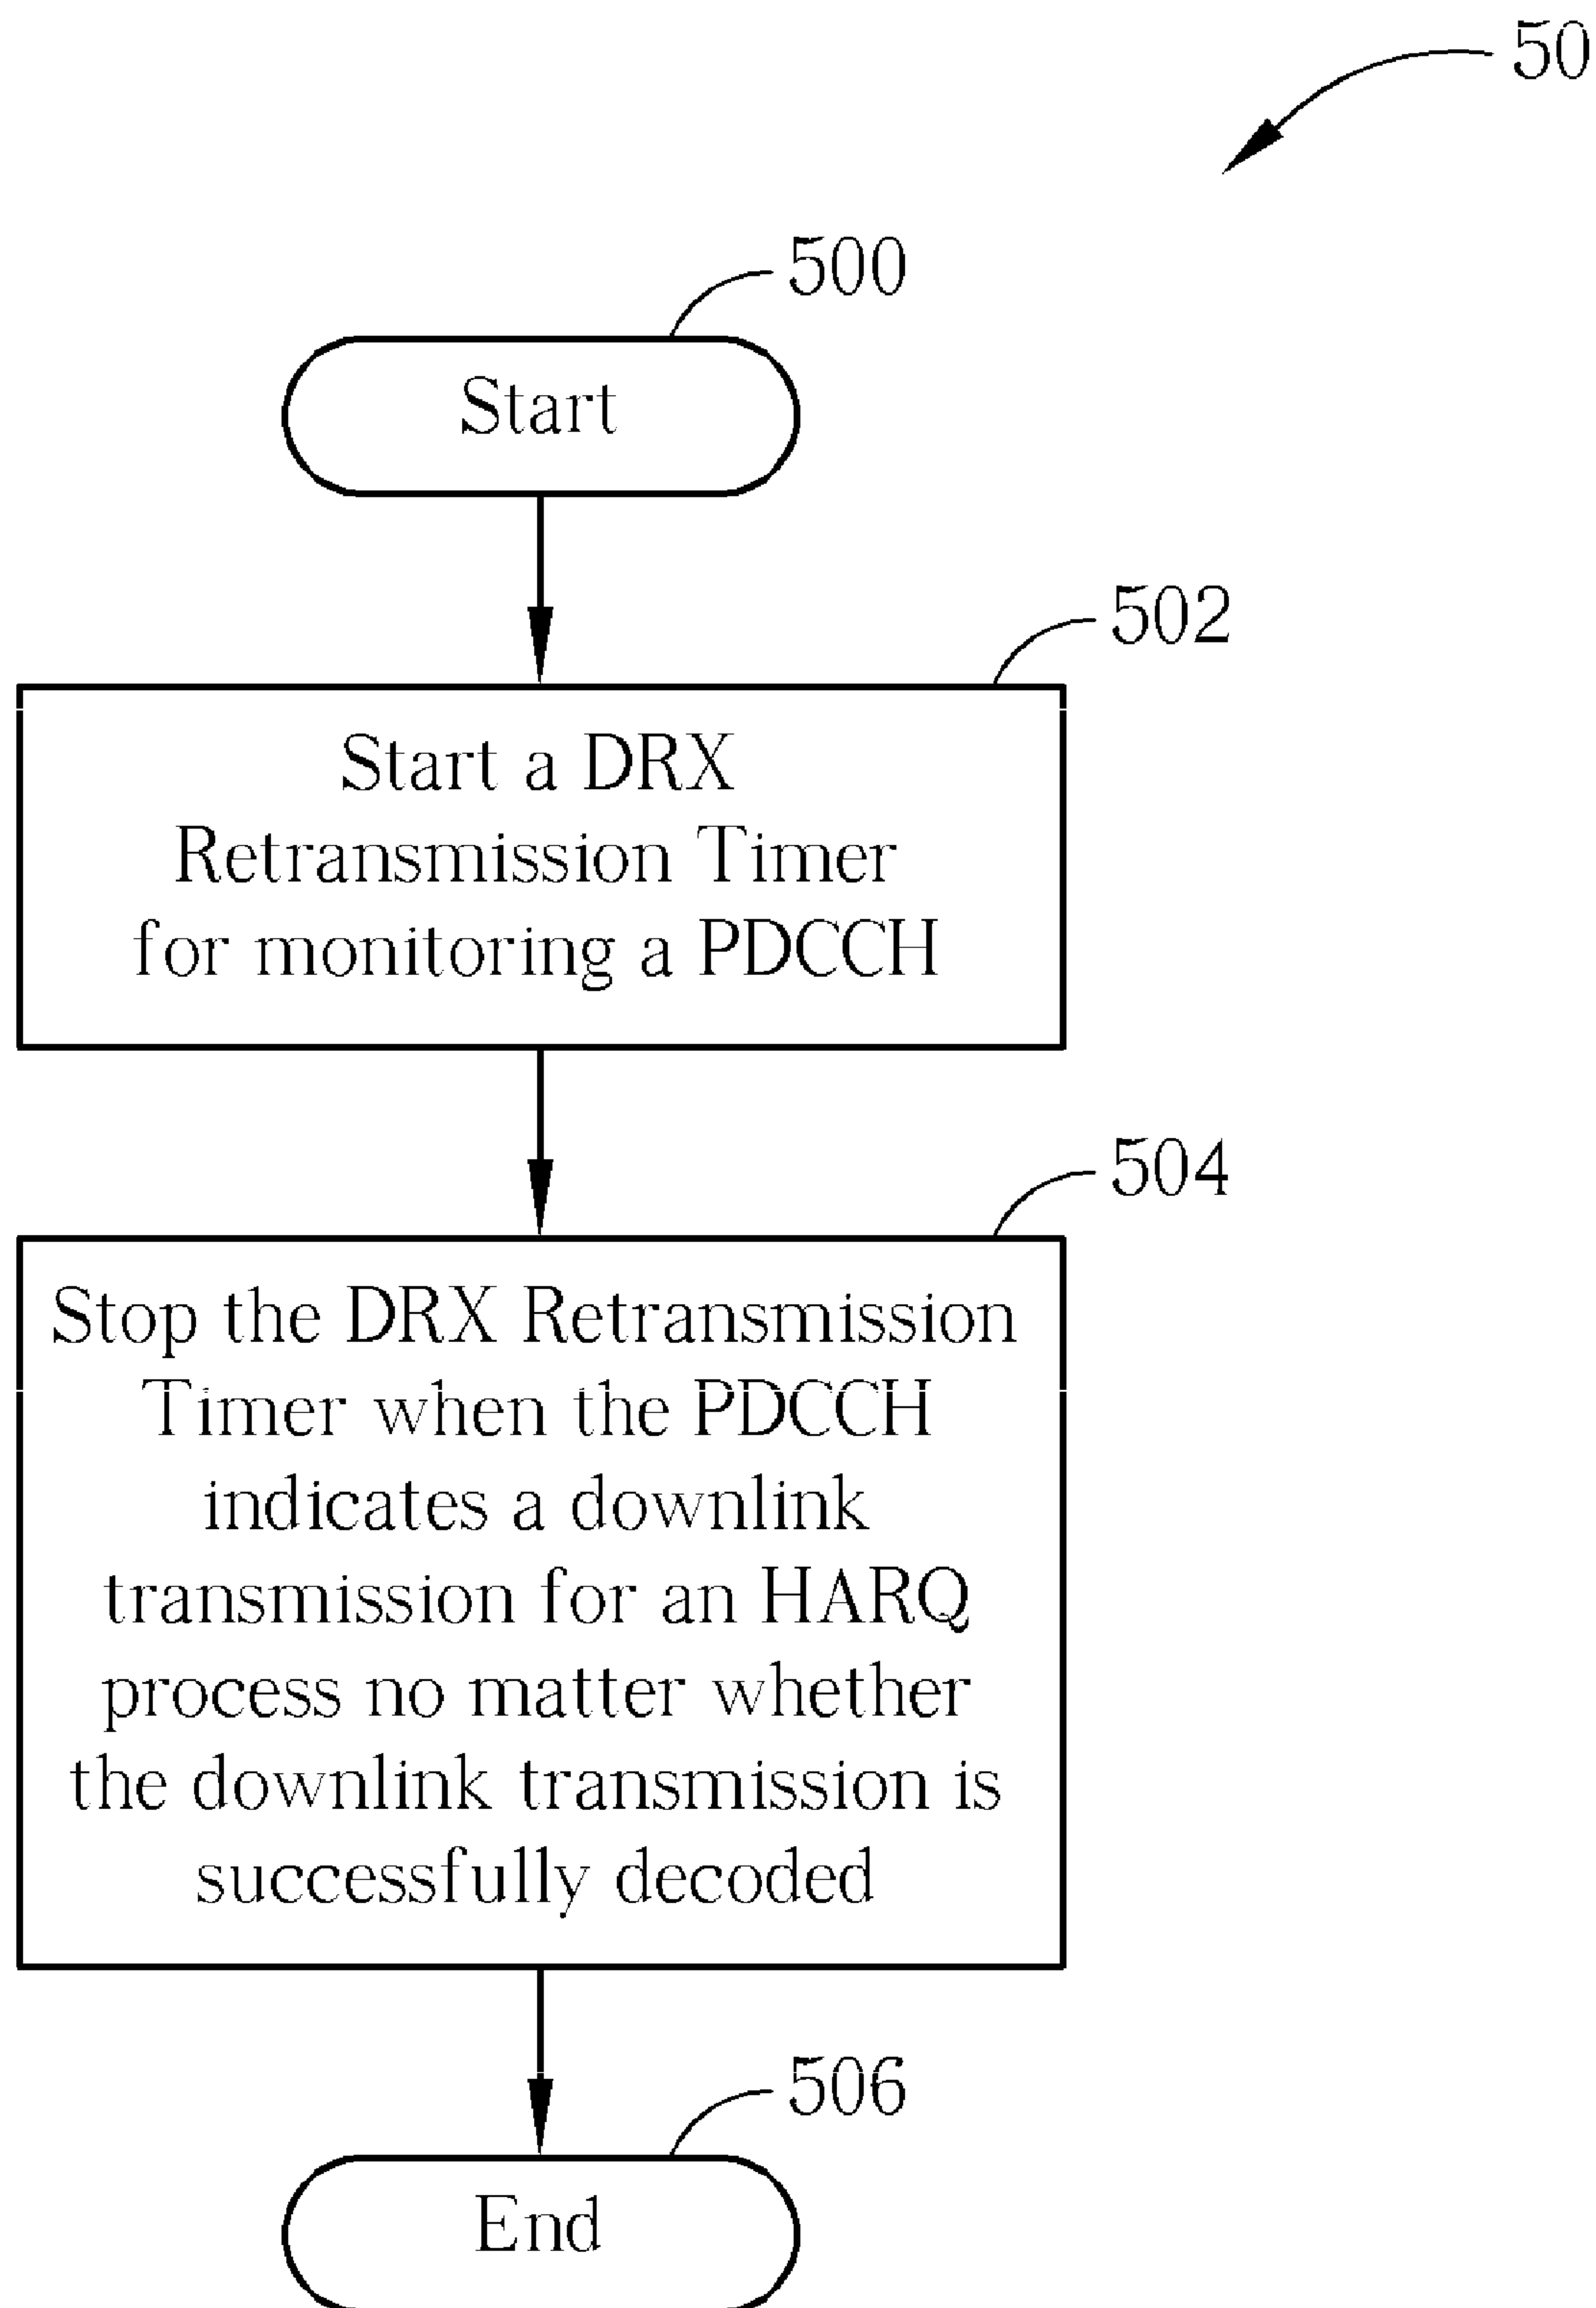 50
500
Start
502
Start a DRX
Retransmission Timer
for monitoring a PDCCH
504
Stop the DRX Retransmission
Timer when the PDCCH
indicates a downlink
transmission for an HARQ
process no matter whether
the downlink transmission is
successfully decoded
506
End